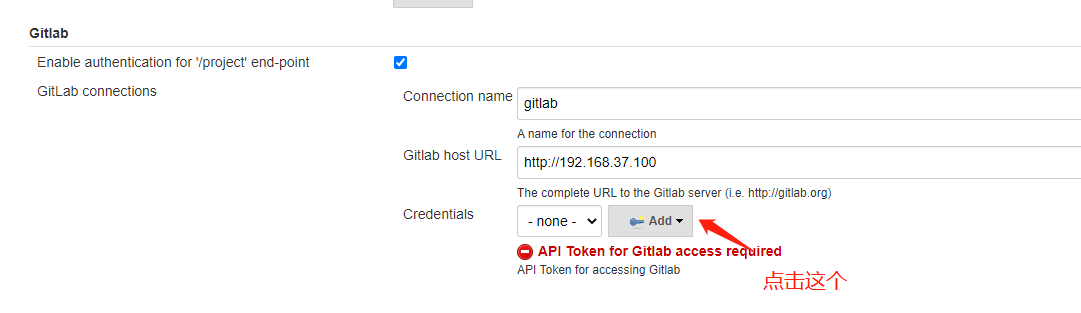 Gitlab
Enable authentication for '/project' end-point
GitLab connections
Connection name
gitlab
A name for the connection
Gitlab host URL
http://192.168.37.100
The complete URL to the Gitlab server (i.e. http://gitlab.org)
Credentials
- none -
Add
API Token for Gitlab access required
API Token for accessing Gitlab
点击这个